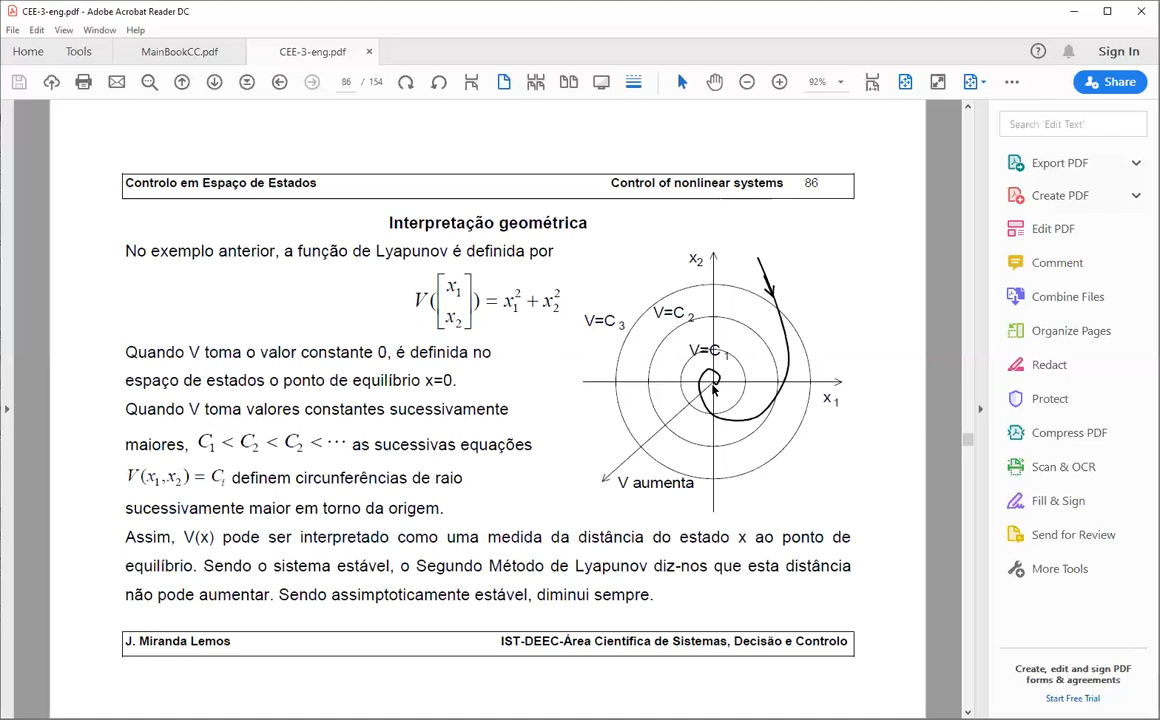 CEE-3-eng.pdf - Adobe Acrobat Reader DC
File Edit View Window Help
Home Tools MainBookCC.pdf CEE-3-eng.pdf × Sign In
86 / 154 92% Share
Search 'Edit Text'
Export PDF
Create PDF
Edit PDF
Comment
Combine Files
Organize Pages
Redact
Protect
Compress PDF
Scan & OCR
Fill & Sign
Send for Review
More Tools
Create, edit and sign PDF
forms & agreements
Start Free Trial
Controlo em Espaço de Estados Control of nonlinear systems 86
Interpretação geométrica
No exemplo anterior, a função de Lyapunov é definida por
V([x₁ x₂]) = x₁² + x₂²
Quando V toma o valor constante 0, é definida no
espaço de estados o ponto de equilíbrio x=0.
Quando V toma valores constantes sucessivamente
maiores, C₁ < C₂ < C₂ < ⋯ as sucessivas equações
V(x₁,x₂) = Cᵢ definem circunferências de raio
sucessivamente maior em torno da origem.
x₂
V=C ₃
V=C ₂
V=C ₁
x ₁
V aumenta
Assim, V(x) pode ser interpretado como uma medida da distância do estado x ao ponto de
equilíbrio. Sendo o sistema estável, o Segundo Método de Lyapunov diz-nos que esta distância
não pode aumentar. Sendo assimptoticamente estável, diminui sempre.
J. Miranda Lemos IST-DEEC-Área Científica de Sistemas, Decisão e Controlo